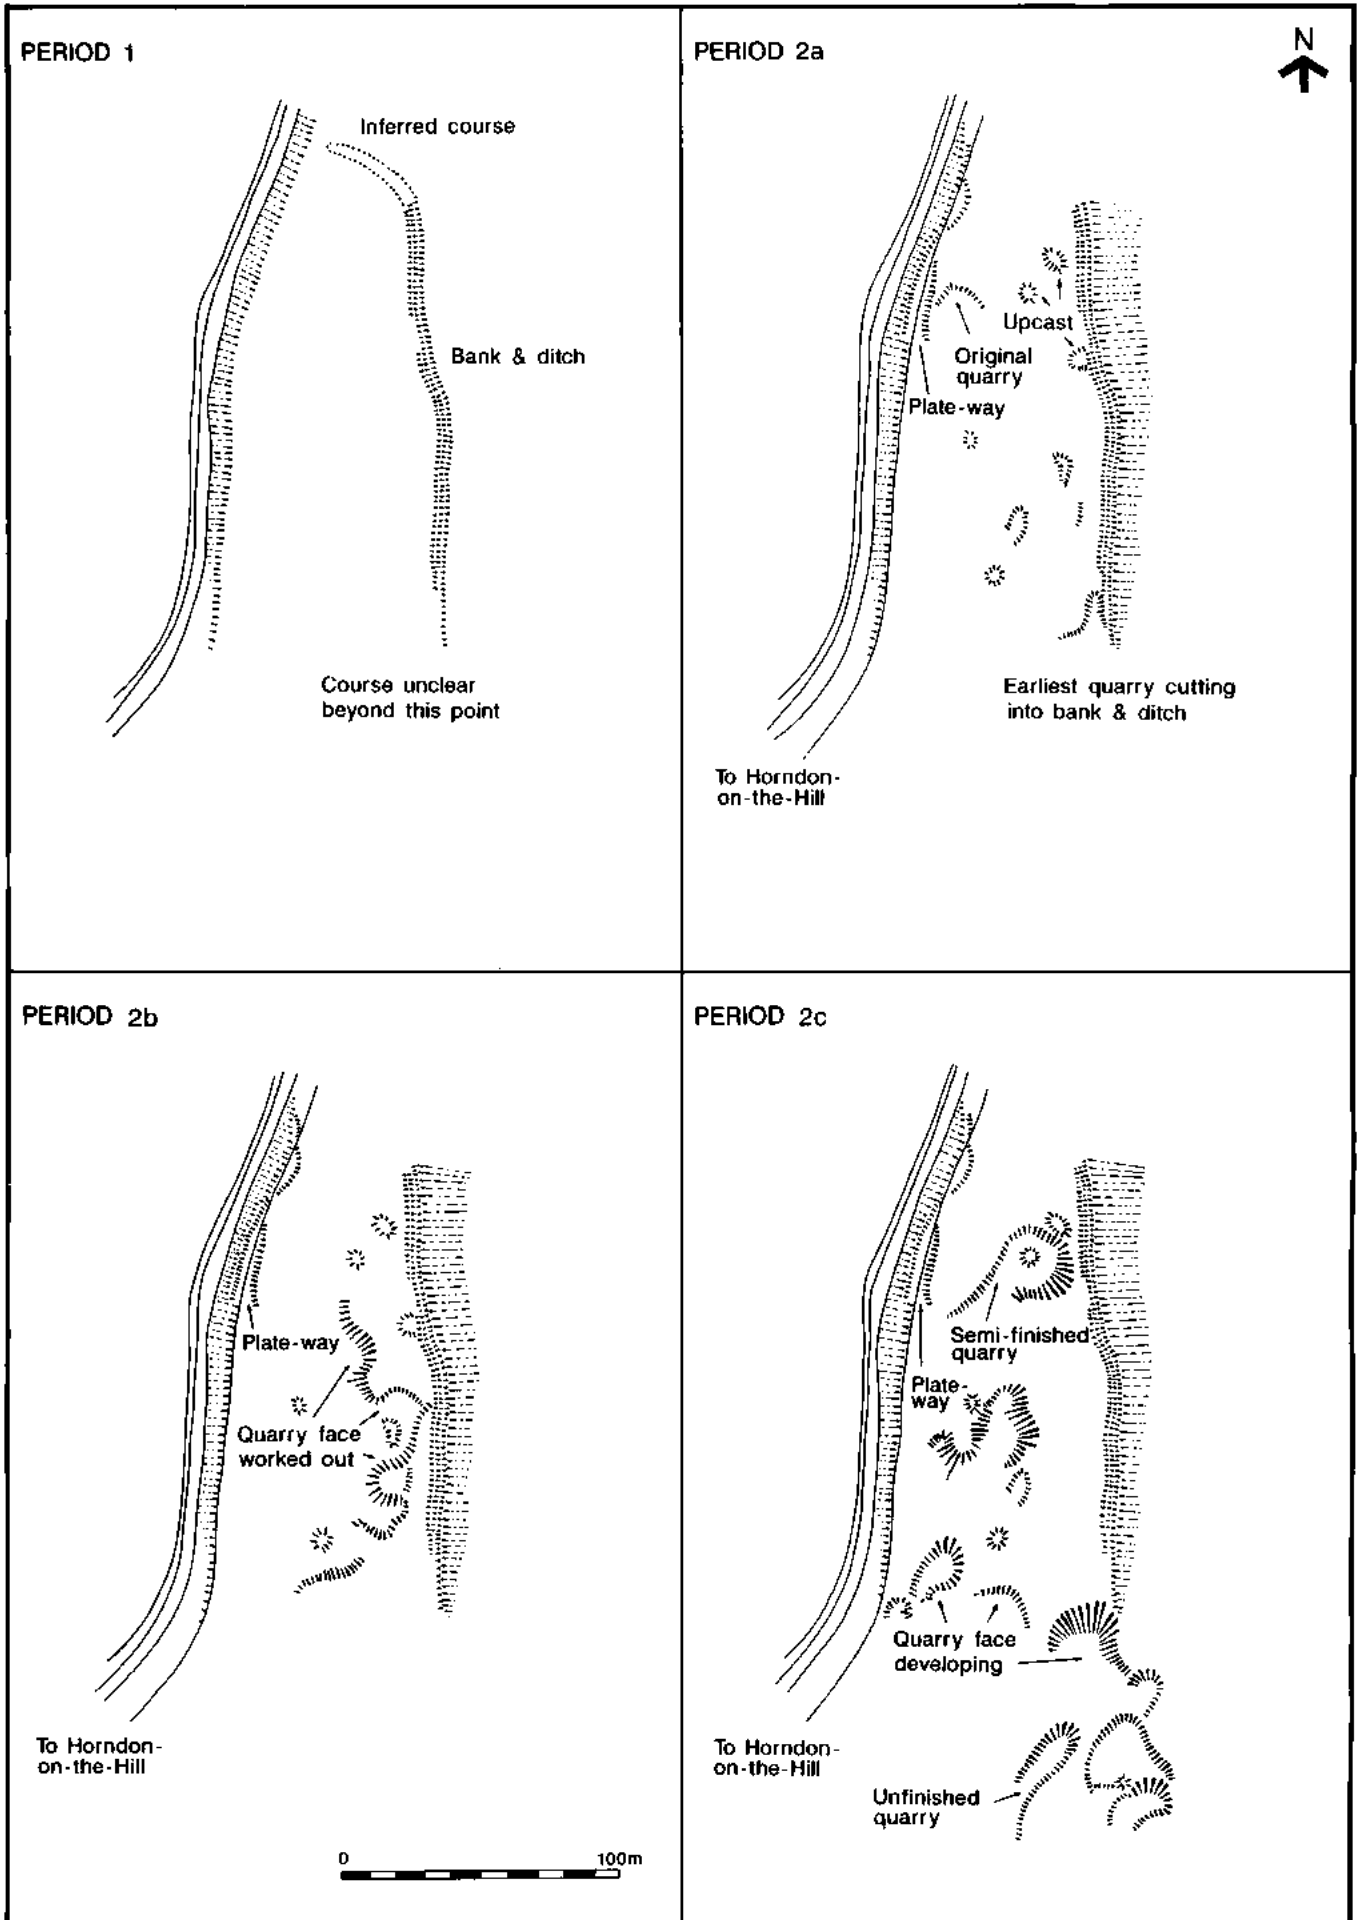 PERIOD 1
Inferred course
Bank & ditch
Course unclear
beyond this point
PERIOD 2a
N
Upcast
Original
quarry
Plate-way
Earliest quarry cutting
into bank & ditch
To Horndon-
on-the-Hill
PERIOD 2b
Plate-way
Quarry face
worked out
To Horndon-
on-the-Hill
0 100m
PERIOD 2c
Semi-finished
quarry
Plate-
way
Quarry face
developing
To Horndon-
on-the-Hill
Unfinished
quarry